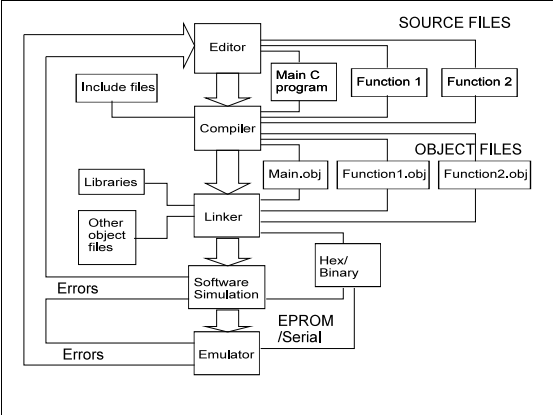 SOURCE FILES
Editor
Main C
program
Function 1
Function 2
Include files
Compiler
OBJECT FILES
Libraries
Main.obj
Function1.obj
Function2.obj
Linker
Other
object
files
Hex/
Binary
Software
Simulation
Errors
EPROM
/Serial
Emulator
Errors